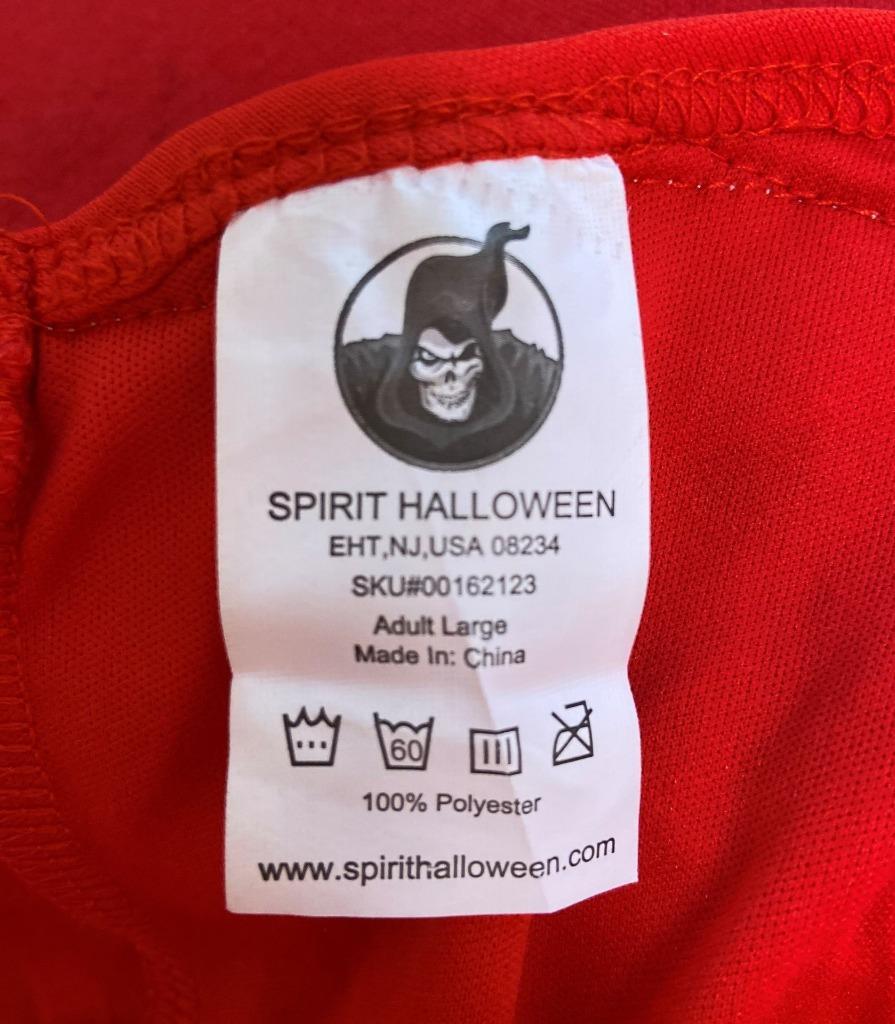 SPIRIT HALLOWEEN
EHT,NJ,USA 08234
SKU#00162123
Adult Large
Made In: China
60
100% Polyester
www.spirithalloween.com